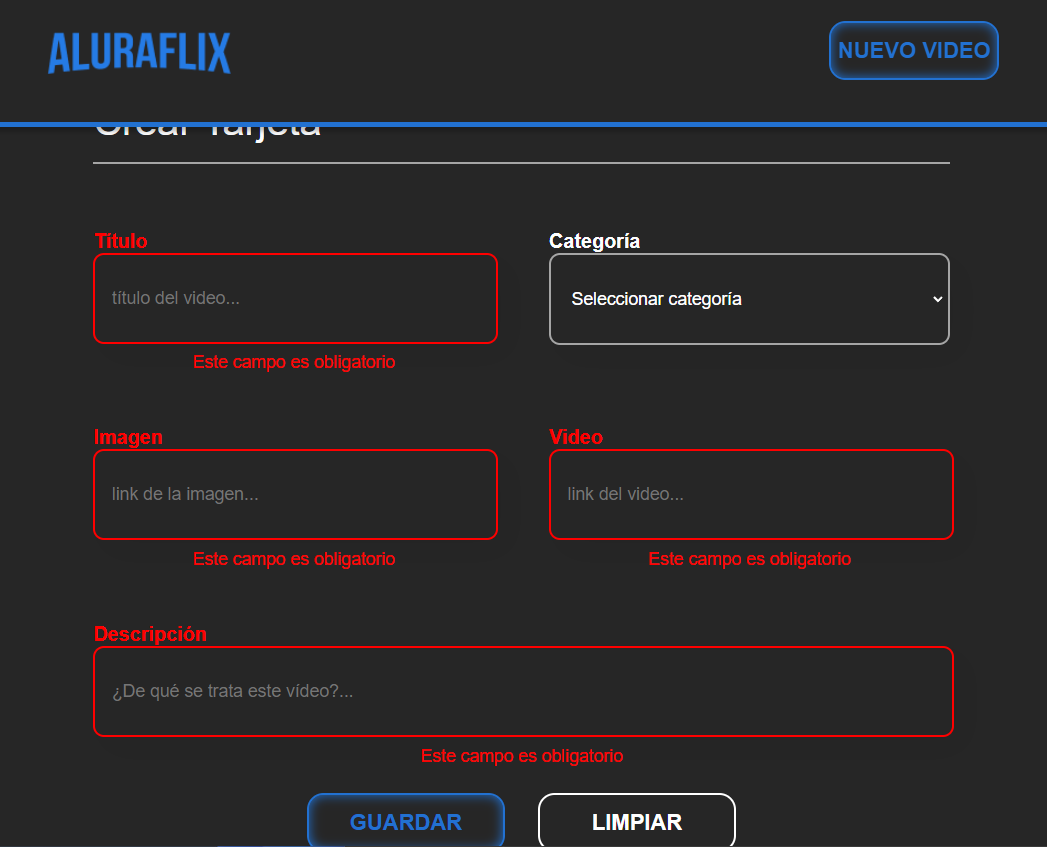 ALURAFLIX
NUEVO VIDEO
Crear Tarjeta
Titulo
Categoría
título del video...
Seleccionar categoría
Este campo es obligatorio
Imagen
Video
link de la imagen...
link del video...
Este campo es obligatorio
Este campo es obligatorio
Descripción
¿De qué se trata este vídeo?...
Este campo es obligatorio
GUARDAR
LIMPIAR